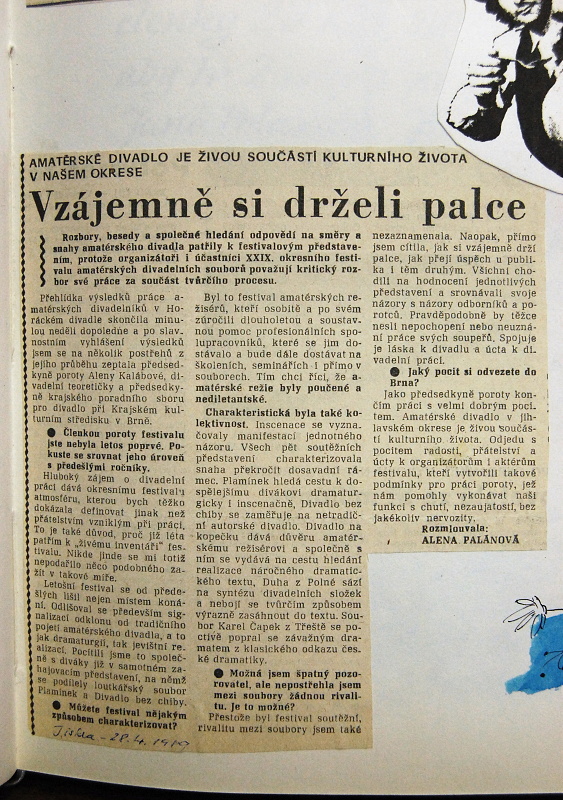 AMATÉRSKÉ DIVADLO JE ŽIVOU SOUČÁSTÍ KULTURNÍHO ŽIVOTA
V NAŠEM OKRESE
Vzájemně si drželi palce
Rozbory, besedy a společné hledání odpovědí na směry a
snahy amatérského divadla patřily k festivalovým představe-
ním, protože organizátoři i účastníci XXIX. okresního festi-
valu amatérských divadelních souborů považují kritický roz-
bor své práce za součást tvůrčího procesu.
Přehlídka výsledků práce a-
matérských divadelníků v Ho-
ráckém divadle skončila minu-
lou neděli dopoledne a po slav-
nostním vyhlášení výsledků
jsem se na několik postřehů z
jejího průběhu zeptala předsed-
kyně poroty Aleny Kalábové, di-
vadelní teoretičky a předsedky-
ně krajského poradního sboru
pro divadlo při Krajském kul-
turním středisku v Brně.
● Členkou poroty festivalu
jste nebyla letos poprvé. Po-
kuste se srovnat jeho úroveň
s předešlými ročníky.
Hluboký zájem o divadelní
práci dává okresnímu festivalu
atmosféru, kterou bych těžko
dokázala definovat jinak než
přátelstvím vzniklým při práci.
To je také důvod, proč již léta
patřím k „živému inventáři" fes-
tivalu. Nikde jinde se mi totiž
nepodařilo něco podobného za-
žít v takové míře.
Letošní festival se od přede-
šlých lišil nejen místem koná-
ní. Odlišoval se především sig-
nalizací odklonu od tradičního
pojetí amatérského divadla, a to
jak dramaturgií, tak jevištní re-
alizací. Pocítili jsme to společ-
ně s diváky již v samotném za-
hajovacím představení, na němž
se podílely loutkářský soubor
Plamínek a Divadlo bez chiby.
● Můžete festival nějakým
způsobem charakterizovat?
Jiskra - 28.4. 1979
Byl to festival amatérských re-
žisérů, kteří osobitě a po svém
zúročili dlouholetou a soustav-
nou pomoc profesionálních spo-
lupracovníků, které se jim do-
stávalo a bude dále dostávat na
školeních, seminářích i přímo v
souborech. Tím chci říci, že a-
matérské režie byly poučené a
nediletantské.
Charakteristická byla také ko-
lektivnost. Inscenace se vyzna-
čovaly manifestací jednotného
názoru. Všech pět soutěžních
představení charakterizovala
snaha překročit dosavadní rá-
mec. Plamínek hledá cestu k do-
spělejšímu divákovi dramatur-
gicky i inscenačně, Divadlo bez
chiby se zaměřuje na netradič-
ní autorské divadlo. Divadlo na
kopečku dává důvěru amatér-
skému režisérovi a společně s
ním se vydává na cestu hledání
realizace náročného dramatic-
kého textu, Duha z Polné sází
na syntézu divadelních složek
a nebojí se tvůrčím způsobem
výrazně zasáhnout do textu. Sou-
bor Karel Čapek z Třeště se po-
ctivě popral se závažným dra-
matem z klasického odkazu čes-
ké dramatiky.
● Možná jsem špatný pozo-
rovatel, ale nepostřehla jsem
mezi soubory žádnou rivali-
tu. Je to možné?
Přestože byl festival soutěžní,
rivalitu mezi soubory jsem také
nezaznamenala. Naopak, přímo
jsem cítila, jak si vzájemně drží
palce, jak přejí úspěch u publi-
ka i těm druhým. Všichni cho-
dili na hodnocení jednotlivých
představení a srovnávali svoje
názory s názory odborníků a po-
rotců. Pravděpodobně by těžce
nesli nepochopení nebo neuzná-
ní práce svých soupeřů. Spojuje
je láska k divadlu a úcta k di-
vadelní práci.
● Jaký pocit si odvezete do
Brna?
Jako předsedkyně poroty kon-
čím práci s velmi dobrým poci-
tem. Amatérské divadlo v jih-
lavském okrese je živou součás-
tí kulturního života. Odjedu s
pocitem radosti, přátelství a
úcty k organizátorům i aktérům
festivalu, kteří vytvořili takové
podmínky pro práci poroty, jež
nám pomohly vykonávat naši
funkci s chutí, nezaujatostí, bez
jakékoliv nervozity.
Rozmlouvala:
ALENA PALÁNOVÁ